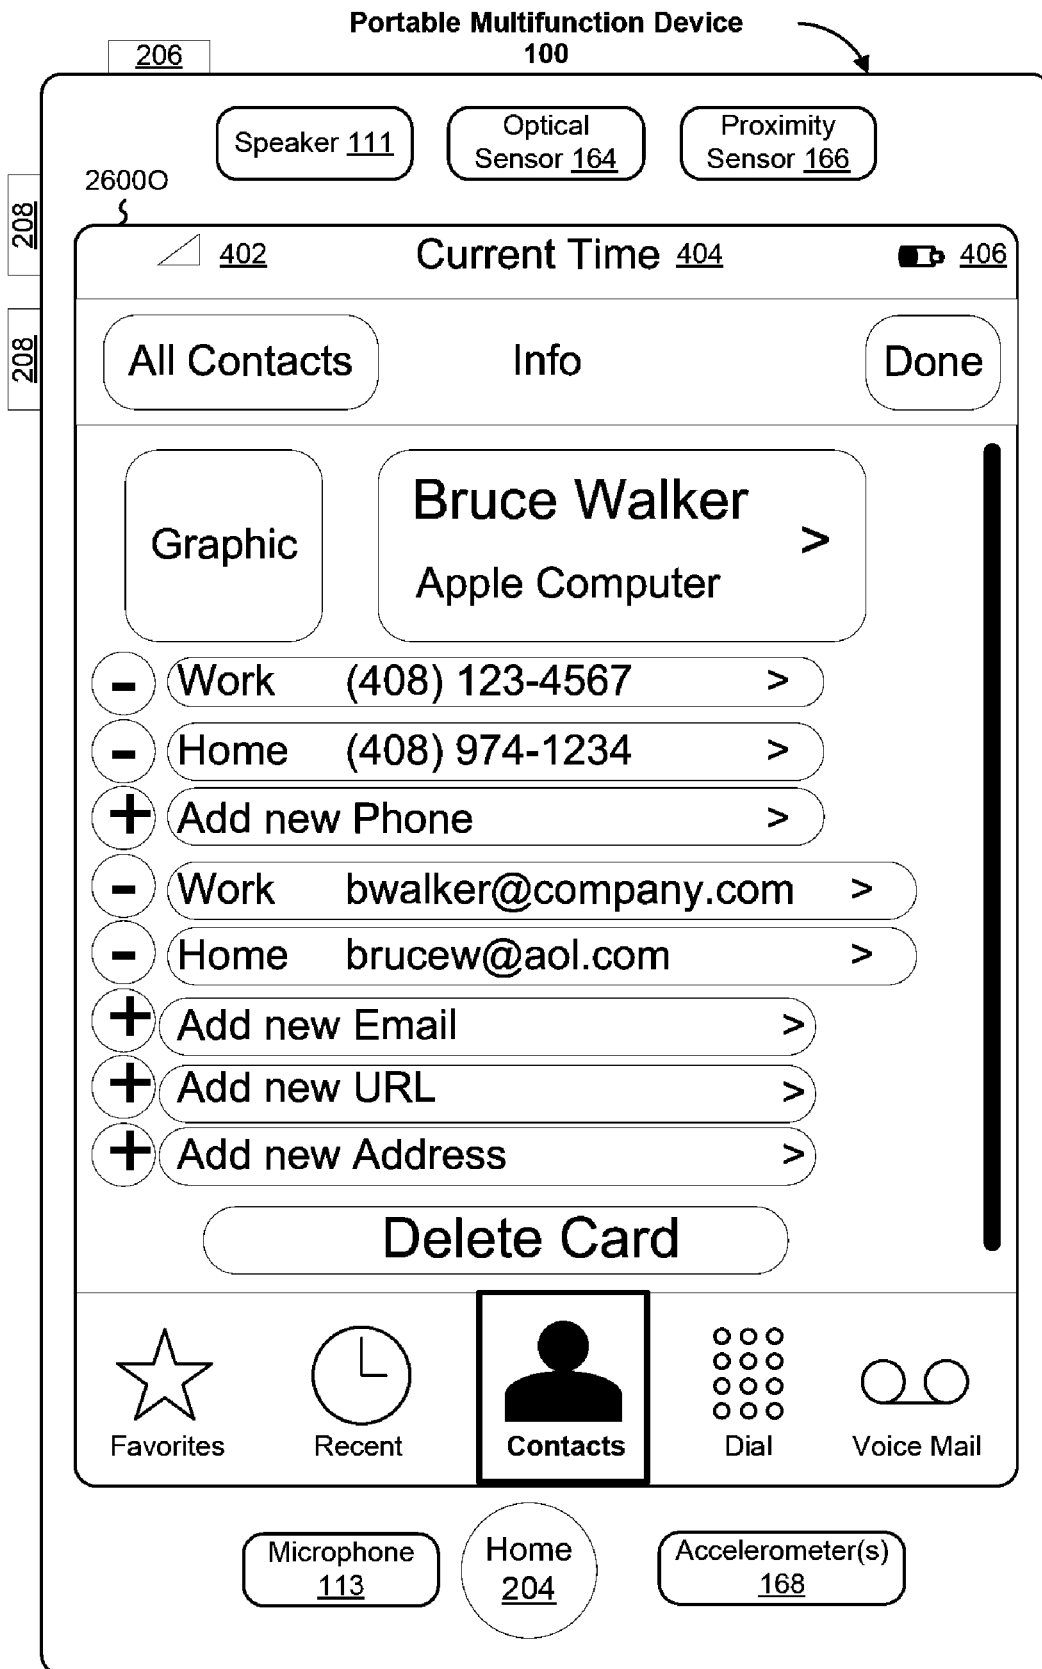 Portable Multifunction Device
100
206
Speaker 111
Optical
Sensor 164
Proximity
Sensor 166
2600O
208
208
402
Current Time 404
406
All Contacts
Info
Done
Graphic
Bruce Walker
>
Apple Computer
- Work (408) 123-4567 >
- Home (408) 974-1234 >
+ Add new Phone >
- Work bwalker@company.com >
- Home brucew@aol.com >
+ Add new Email >
+ Add new URL >
+ Add new Address >
Delete Card
Favorites
Recent
Contacts
Dial
Voice Mail
Microphone
113
Home
204
Accelerometer(s)
168